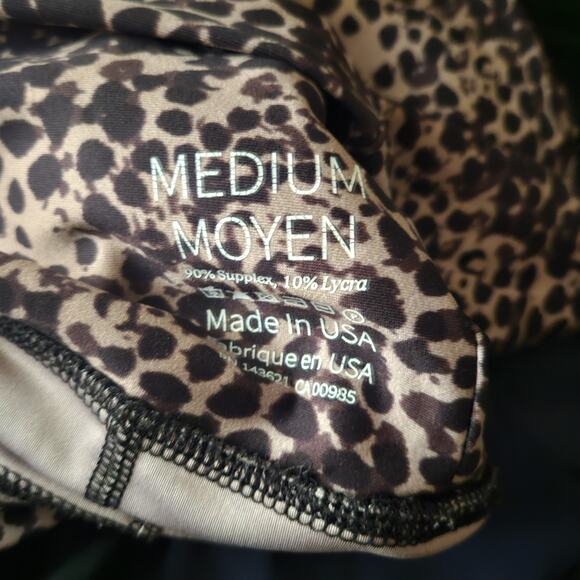 MEDIUM
MOYEN
90% Supplex, 10% Lycra
Made In USA
abrique en USA
143621 CA00985